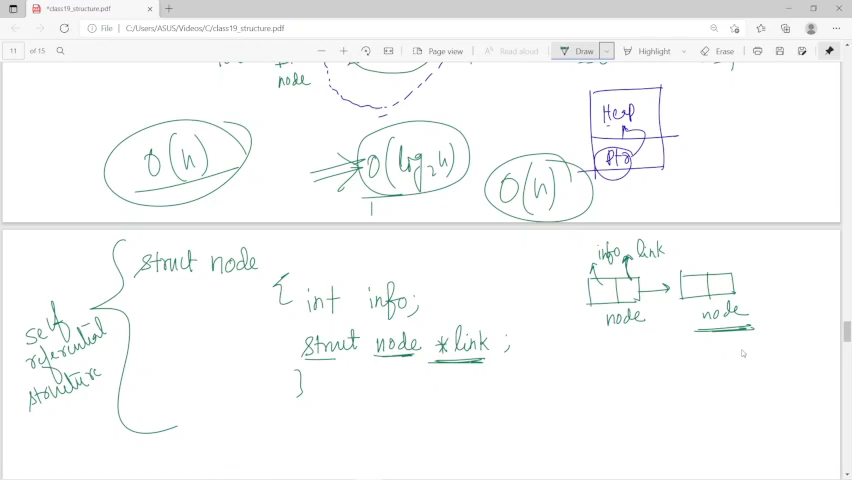 *class19_structure.pdf
File
C:/Users/ASUS/Videos/C/class19_structure.pdf
11 of 15
Page view
Read aloud
Draw
Highlight
Erase
node
Heap
Ptr
O(n)
O(log2n)
O(n)
struct node
{ int info;
struct node *link ;
}
self
referential
structure
info link
node
node